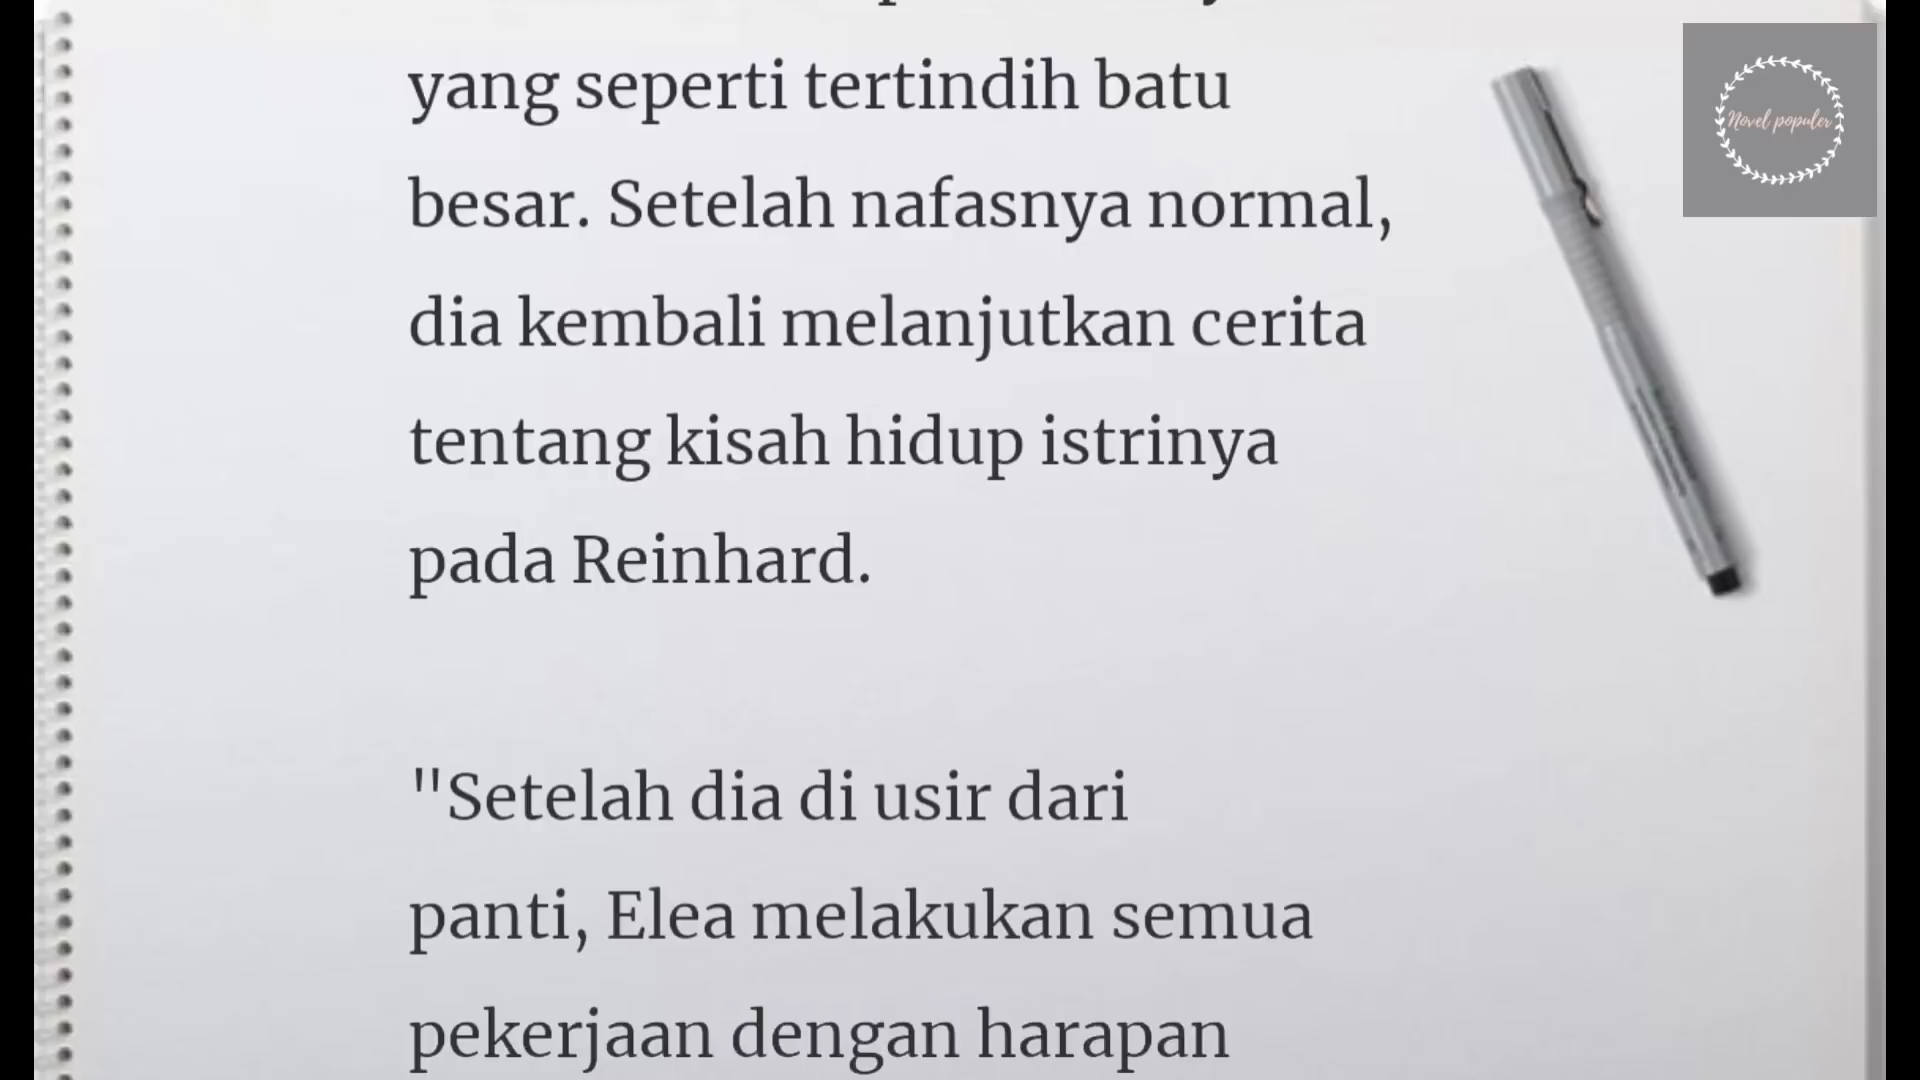 yang seperti tertindih batu
besar. Setelah nafasnya normal,
dia kembali melanjutkan cerita
tentang kisah hidup istrinya
pada Reinhard.
"Setelah dia di usir dari
panti, Elea melakukan semua
pekerjaan dengan harapan
Novel populer